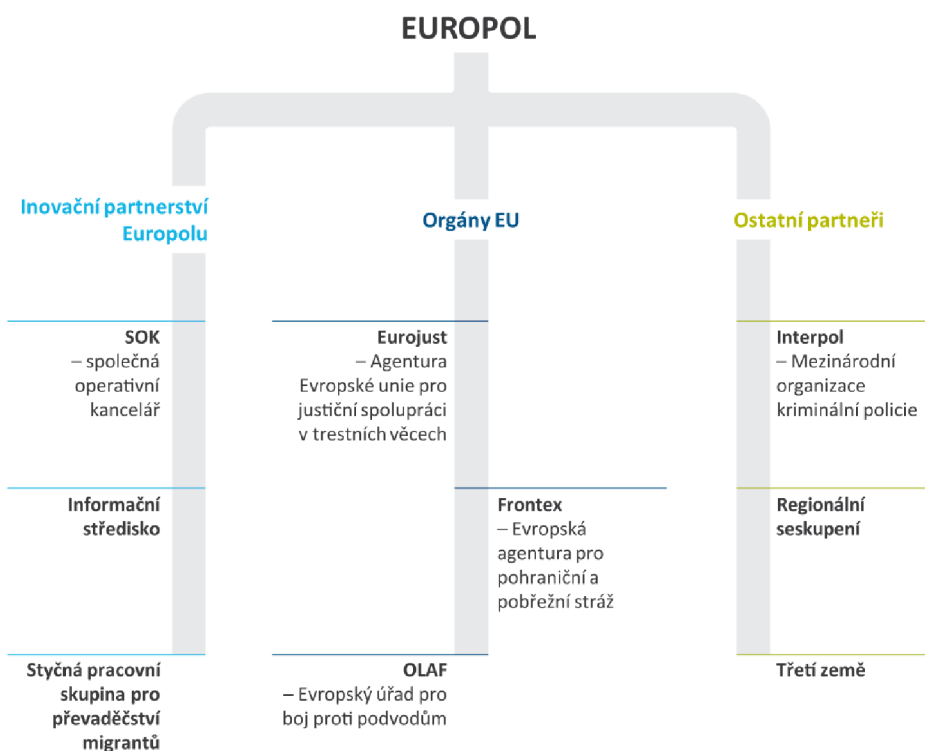 EUROPOL
Inovační partnerství
Europolu
SOK
– společná
operativní
kancelář
Informační
středisko
Styčná pracovní
skupina pro
převaděčství
migrantů
Orgány EU
Eurojust
– Agentura
Evropské unie pro
justiční spolupráci
v trestních věcech
Frontex
– Evropská
agentura pro
pohraniční a
pobřežní stráž
OLAF
– Evropský úřad pro
boj proti podvodům
Ostatní partneři
Interpol
– Mezinárodní
organizace
kriminální policie
Regionální
seskupení
Třetí země